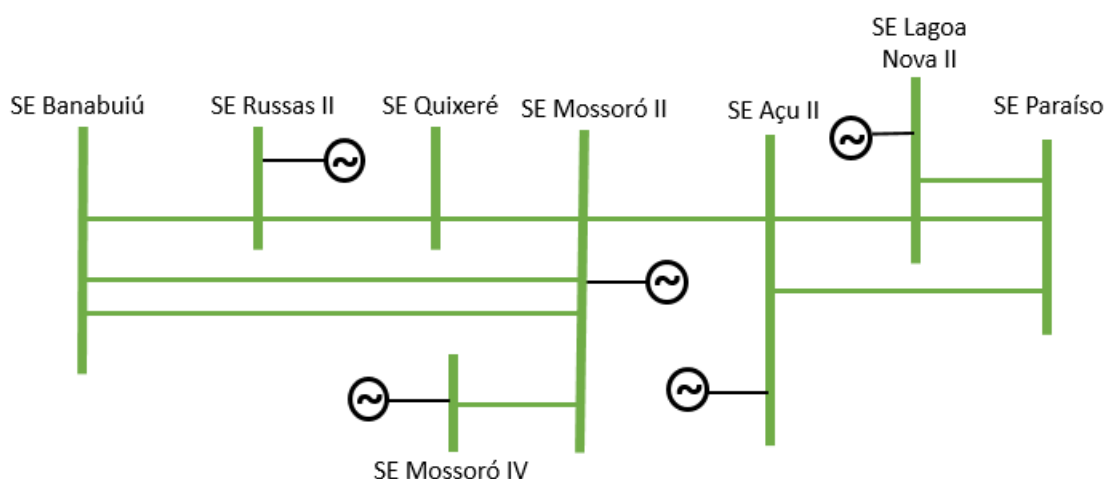 SE Lagoa
Nova II
SE Banabuiú
SE Russas II
SE Quixeré
SE Mossoró II
SE Açu II
SE Paraíso
SE Mossoró IV